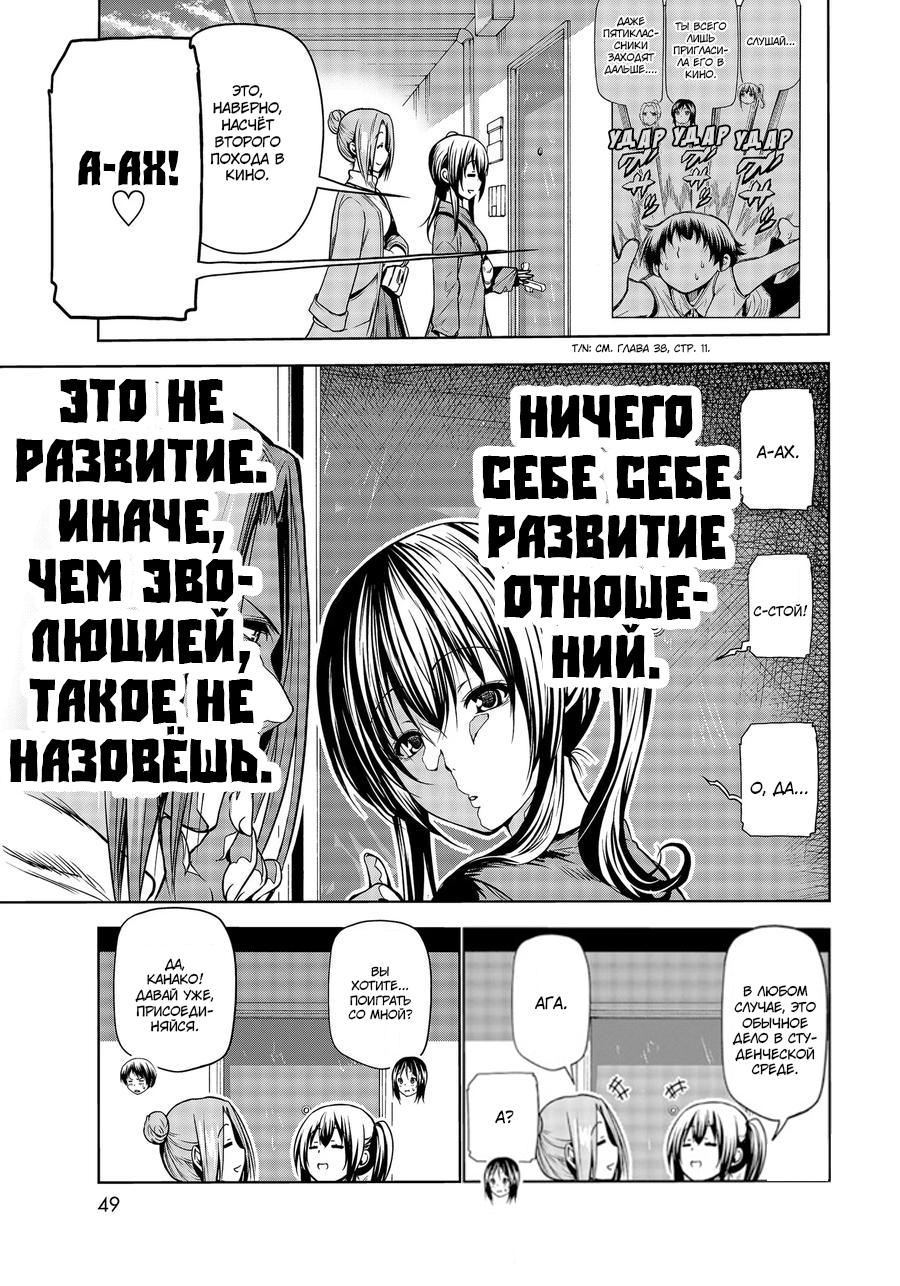 СЛУШАЙ...
ТЫ ВСЕГО
ЛИШЬ
ПРИГЛАСИ-
ЛА ЕГО В
КИНО.
ДАЖЕ
ПЯТИКЛАС-
СНИКИ
ЗАХОДЯТ
ДАЛЬШЕ....
УДАР
УДАР
УДАР
ЭТО,
НАВЕРНО,
НАСЧЁТ
ВТОРОГО
ПОХОДА В
КИНО.
А-АХ!
♡
T/N: СМ. ГЛАВА 38, СТР. 11.
А-АХ.
С-СТОЙ!
О, ДА...
НИЧЕГО
СЕБЕ СЕБЕ
РАЗВИТИЕ
ОТНОШЕ-
НИЙ.
ЭТО НЕ
РАЗВИТИЕ.
ИНАЧЕ,
ЧЕМ ЭВО-
ЛЮЦИЕЙ,
ТАКОЕ НЕ
НАЗОВЁШЬ.
В ЛЮБОМ
СЛУЧАЕ, ЭТО
ОБЫЧНОЕ
ДЕЛО В СТУ-
ДЕНЧЕСКОЙ
СРЕДЕ.
АГА.
А?
ВЫ
ХОТИТЕ...
ПОИГРАТЬ
СО МНОЙ?
ДА,
КАНАКО!
ДАВАЙ УЖЕ,
ПРИСОЕДИ-
НЯЙСЯ.
49